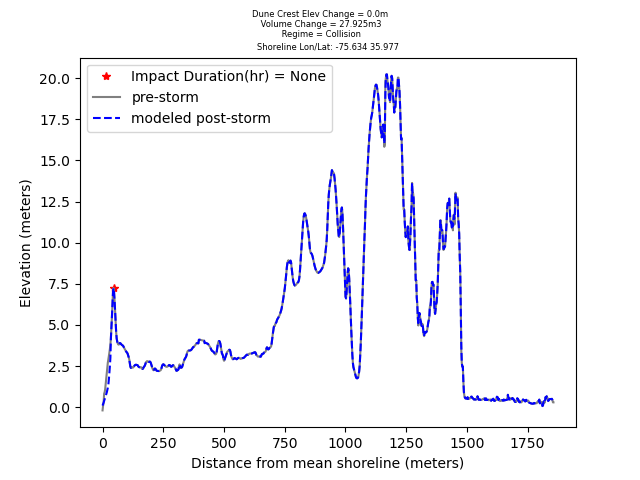 Dune Crest Elev Change = 0.0m
Volume Change = 27.925m3
Regime = Collision
Shoreline Lon/Lat: -75.634 35.977
Impact Duration(hr) = None
pre-storm
modeled post-storm
Elevation (meters)
20.0
17.5
15.0
12.5
10.0
7.5
5.0
2.5
0.0
0 250 500 750 1000 1250 1500 1750
Distance from mean shoreline (meters)